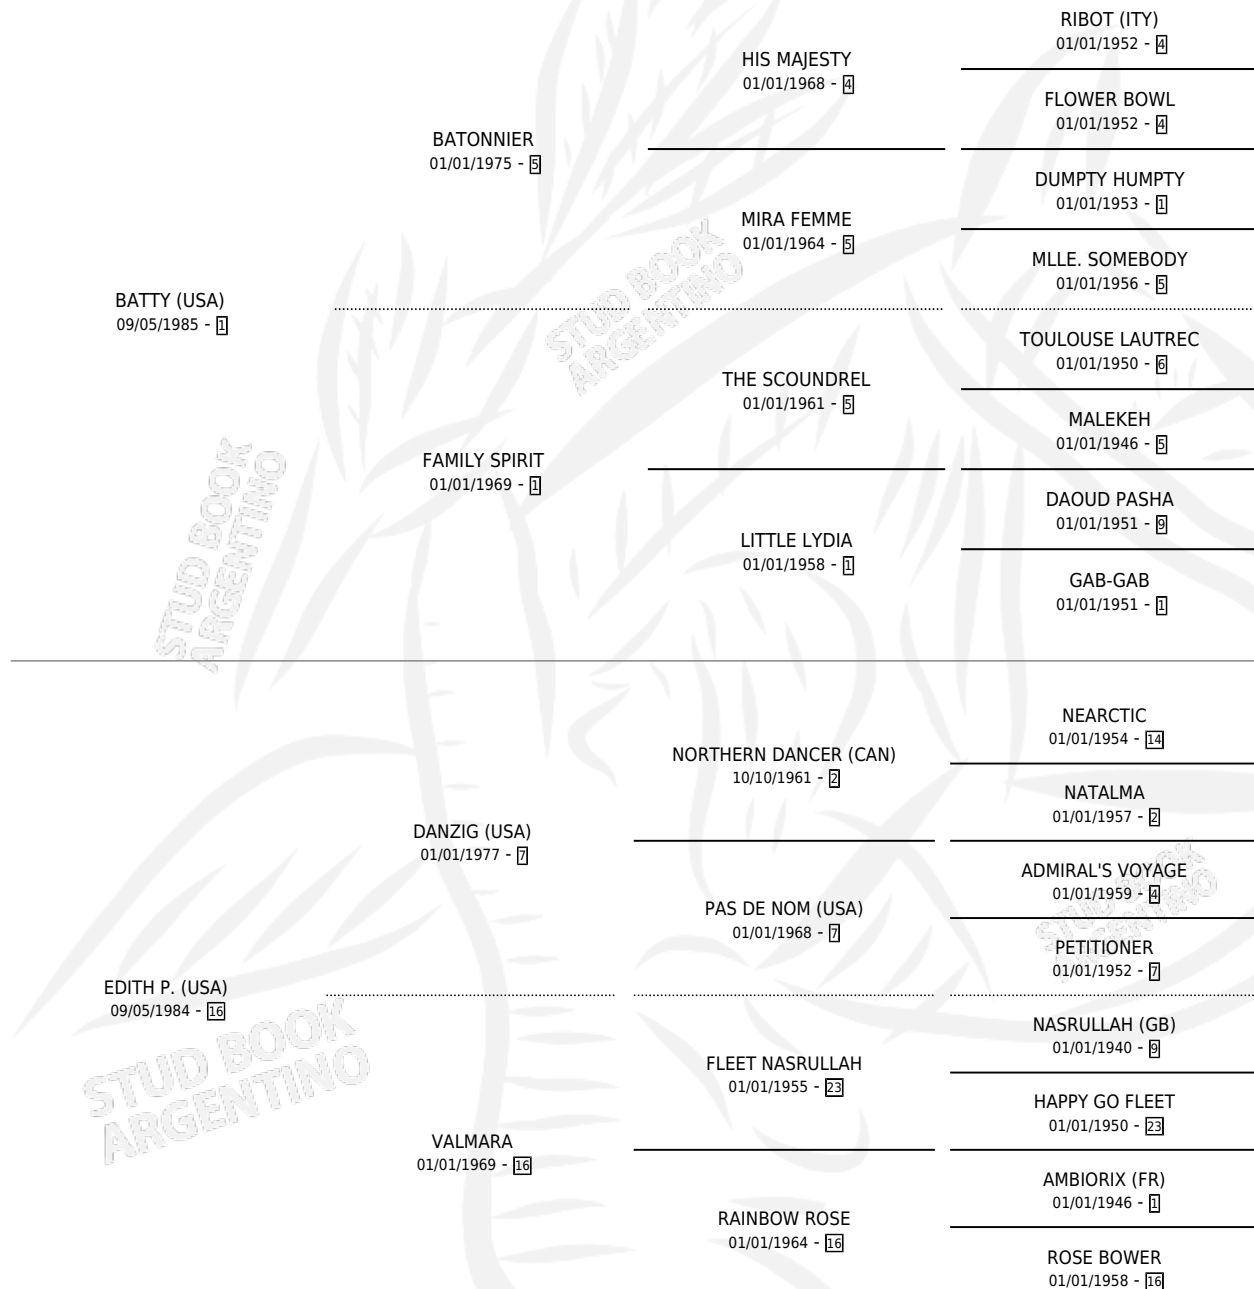 RIBOT (ITY)
01/01/1952 - 4
HIS MAJESTY
01/01/1968 - 4
FLOWER BOWL
01/01/1952 - 4
BATONNIER
01/01/1975 - 5
DUMPTY HUMPTY
01/01/1953 - 1
MIRA FEMME
01/01/1964 - 5
MLLE. SOMEBODY
01/01/1956 - 5
BATTY (USA)
09/05/1985 - 1
STUD BOOK
ARGENTINO
TOULOUSE LAUTREC
01/01/1950 - 6
THE SCOUNDREL
01/01/1961 - 5
MALEKEH
01/01/1946 - 5
FAMILY SPIRIT
01/01/1969 - 1
DAOUD PASHA
01/01/1951 - 9
LITTLE LYDIA
01/01/1958 - 1
GAB-GAB
01/01/1951 - 1
STUD BOOK
ARGENTINO
NEARCTIC
01/01/1954 - 14
NORTHERN DANCER (CAN)
10/10/1961 - 2
NATALMA
01/01/1957 - 2
DANZIG (USA)
01/01/1977 - 7
ADMIRAL'S VOYAGE
01/01/1959 - 4
PAS DE NOM (USA)
01/01/1968 - 7
STUD BOOK
ARGENTINO
PETITIONER
01/01/1952 - 7
EDITH P. (USA)
09/05/1984 - 16
NASRULLAH (GB)
01/01/1940 - 9
FLEET NASRULLAH
01/01/1955 - 23
STUD BOOK
ARGENTINO
HAPPY GO FLEET
01/01/1950 - 23
VALMARA
01/01/1969 - 16
AMBIORIX (FR)
01/01/1946 - 1
RAINBOW ROSE
01/01/1964 - 16
ROSE BOWER
01/01/1958 - 16